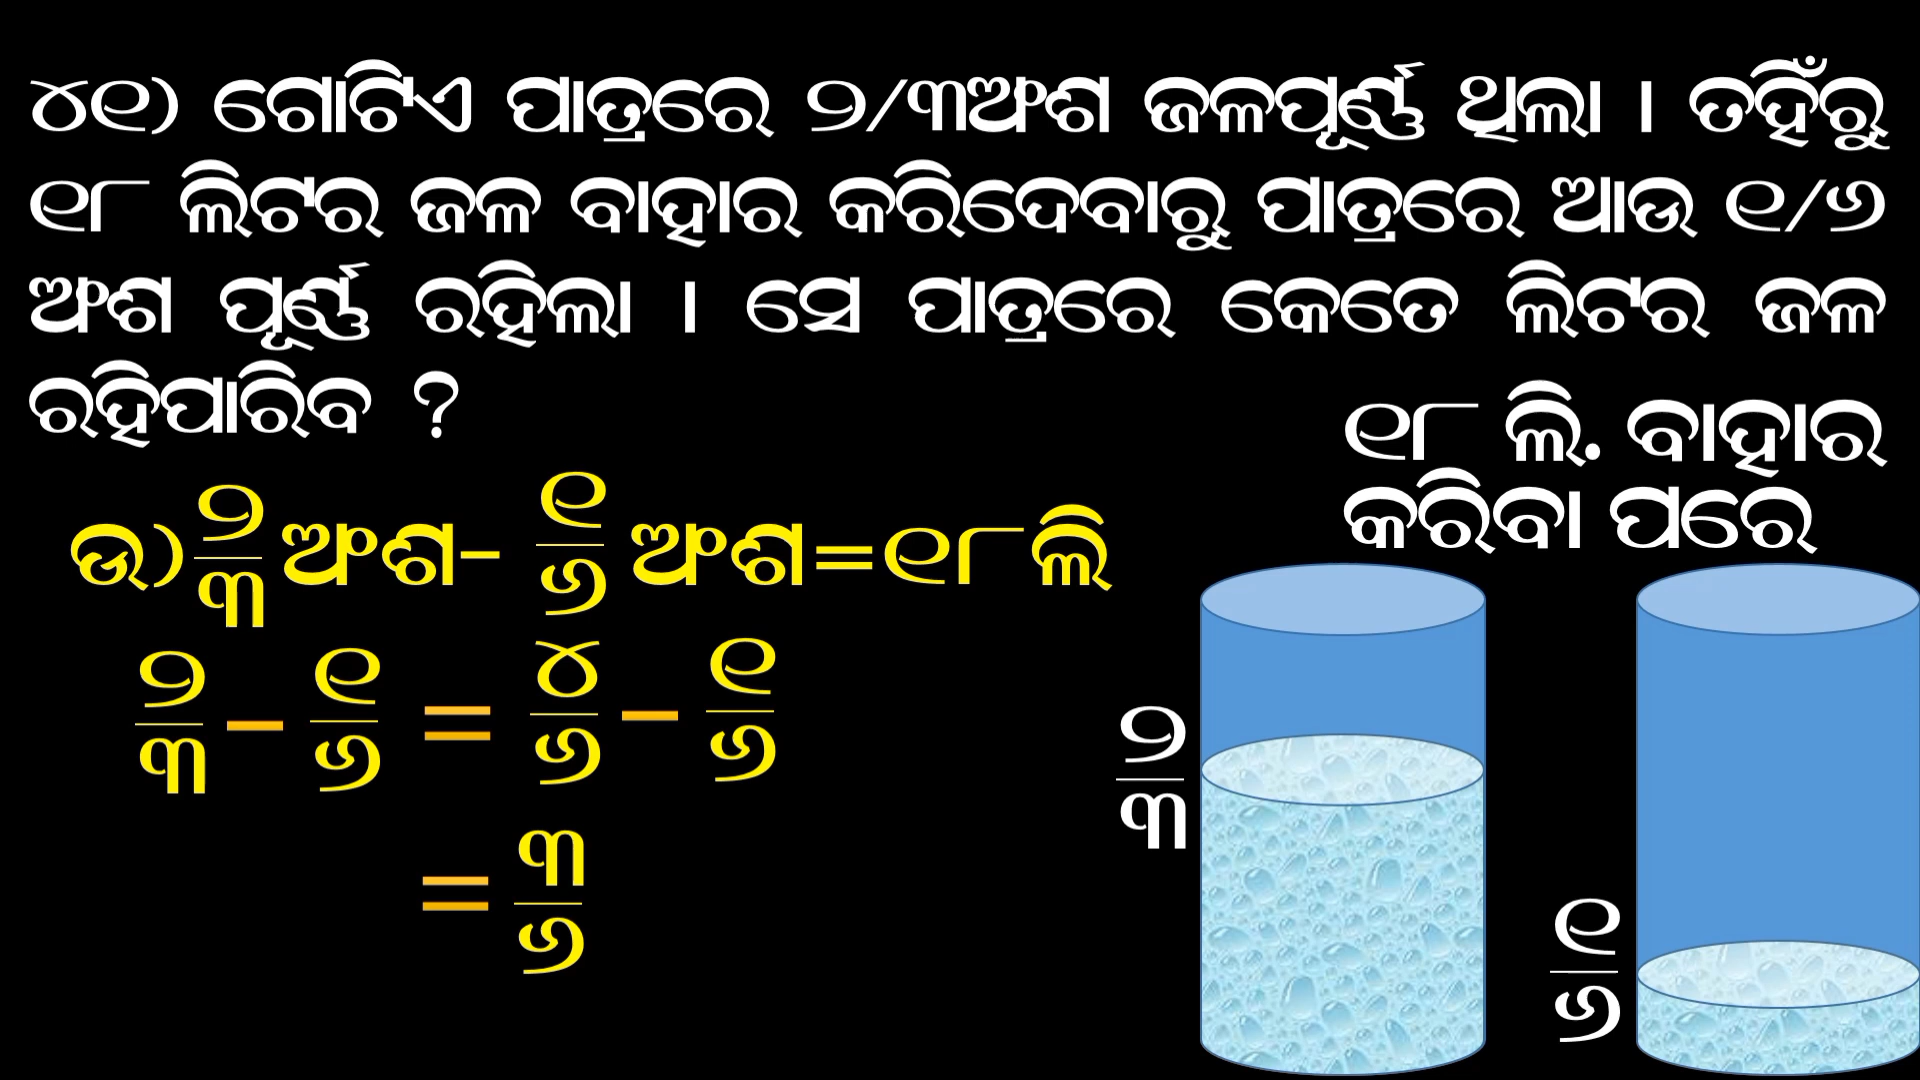 ୪୧) ଗୋଟିଏ ପାତ୍ରରେ ୨/୩ଅଂଶ ଜଳପୂର୍ଣ୍ଣ ଥିଲା । ତହିଁରୁ
୧୮ ଲିଟର ଜଳ ବାହାର କରିଦେବାରୁ ପାତ୍ରରେ ଆଉ ୧/୬
ଅଂଶ ପୂର୍ଣ୍ଣ ରହିଲା । ସେ ପାତ୍ରରେ କେତେ ଲିଟର ଜଳ
ରହିପାରିବ ?
୧୮ ଲି. ବାହାର
କରିବା ପରେ
ଉ)୨/୩ ଅଂଶ- ୧/୬ ଅଂଶ=୧୮ଲି
୨/୩ - ୧/୬ = ୪/୬ - ୧/୬
= ୩/୬
୨/୩
୧/୬